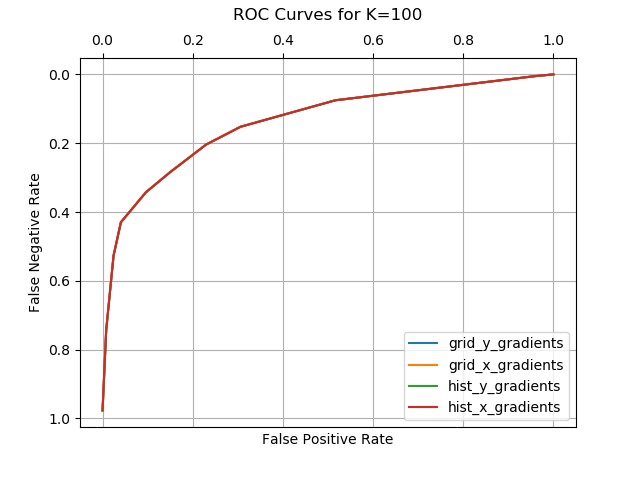 ROC Curves for K=100
0.0 0.2 0.4 0.6 0.8 1.0
0.0
0.2
0.4
0.6
0.8
1.0
False Negative Rate
grid_y_gradients
grid_x_gradients
hist_y_gradients
hist_x_gradients
False Positive Rate